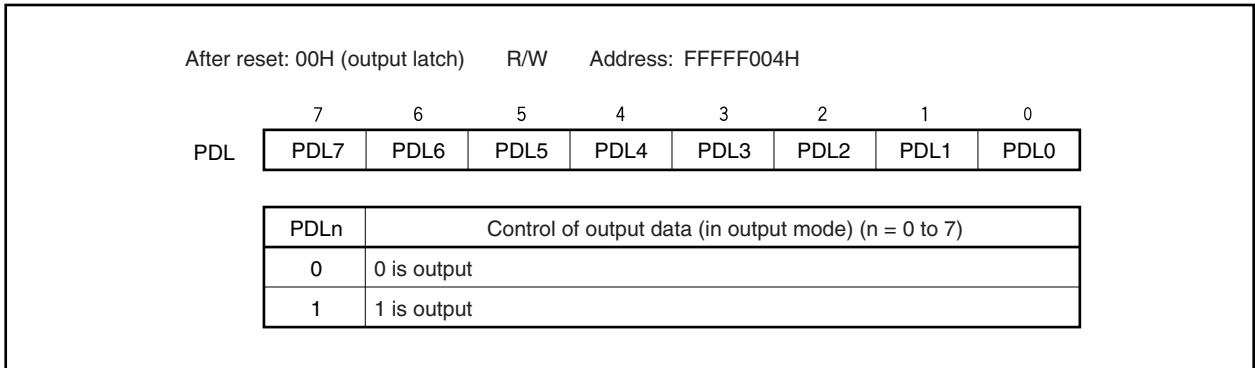 After reset: 00H (output latch) R/W Address: FFFFF004H
7 6 5 4 3 2 1 0
PDL PDL7 PDL6 PDL5 PDL4 PDL3 PDL2 PDL1 PDL0
PDLn Control of output data (in output mode) (n = 0 to 7)
0 0 is output
1 1 is output